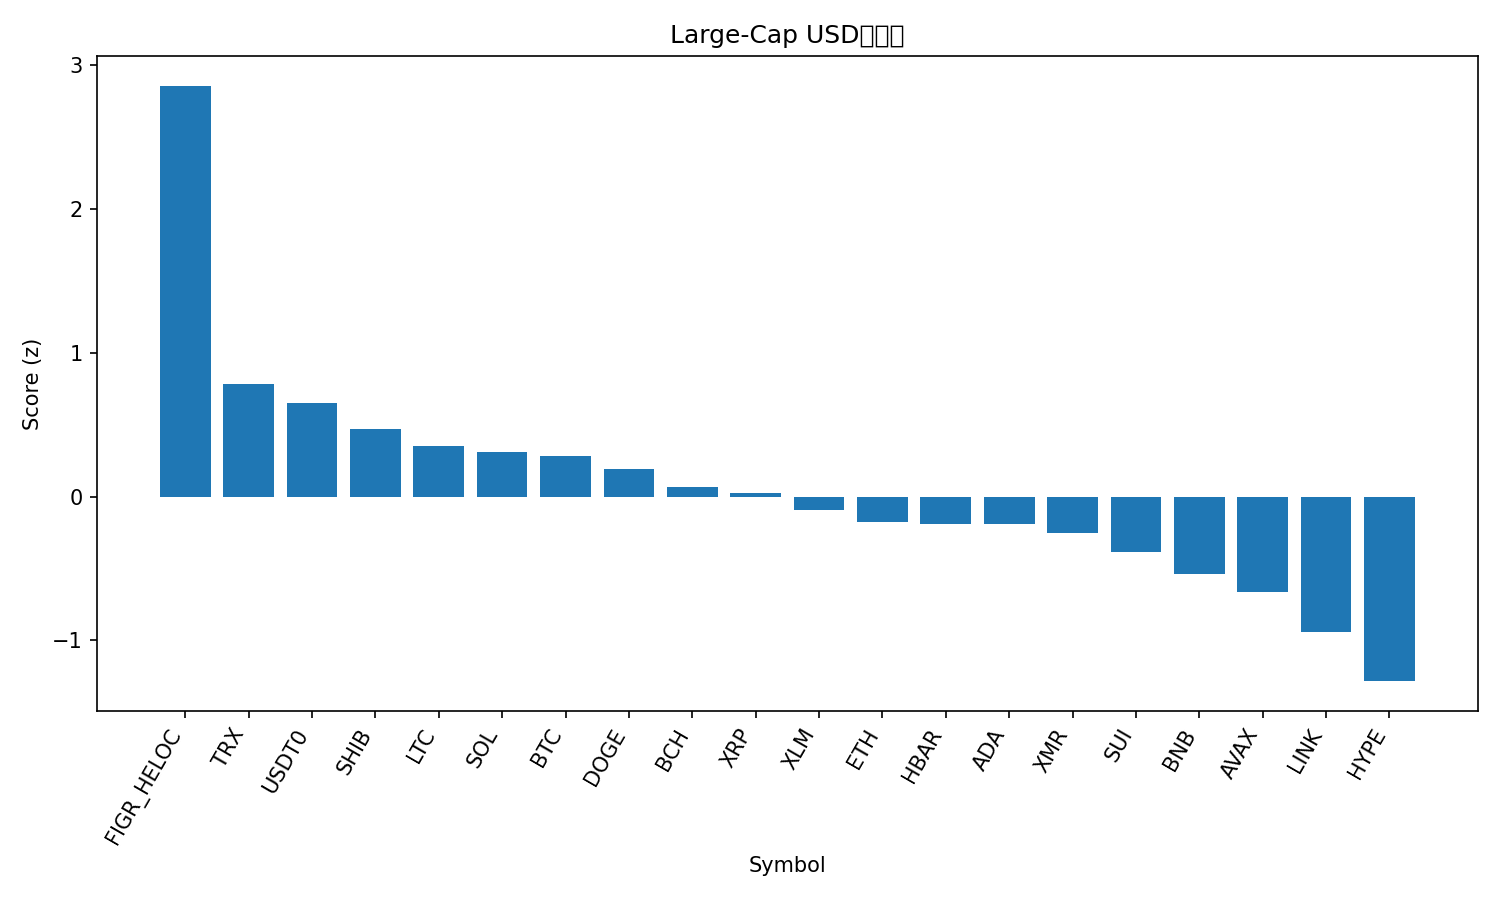 Large-Cap USD
3
2
1
0
−1
Score (z)
FIGR_HELOC
TRX
USDT0
SHIB
LTC
SOL
BTC
DOGE
BCH
XRP
XLM
ETH
HBAR
ADA
XMR
SUI
BNB
AVAX
LINK
HYPE
Symbol